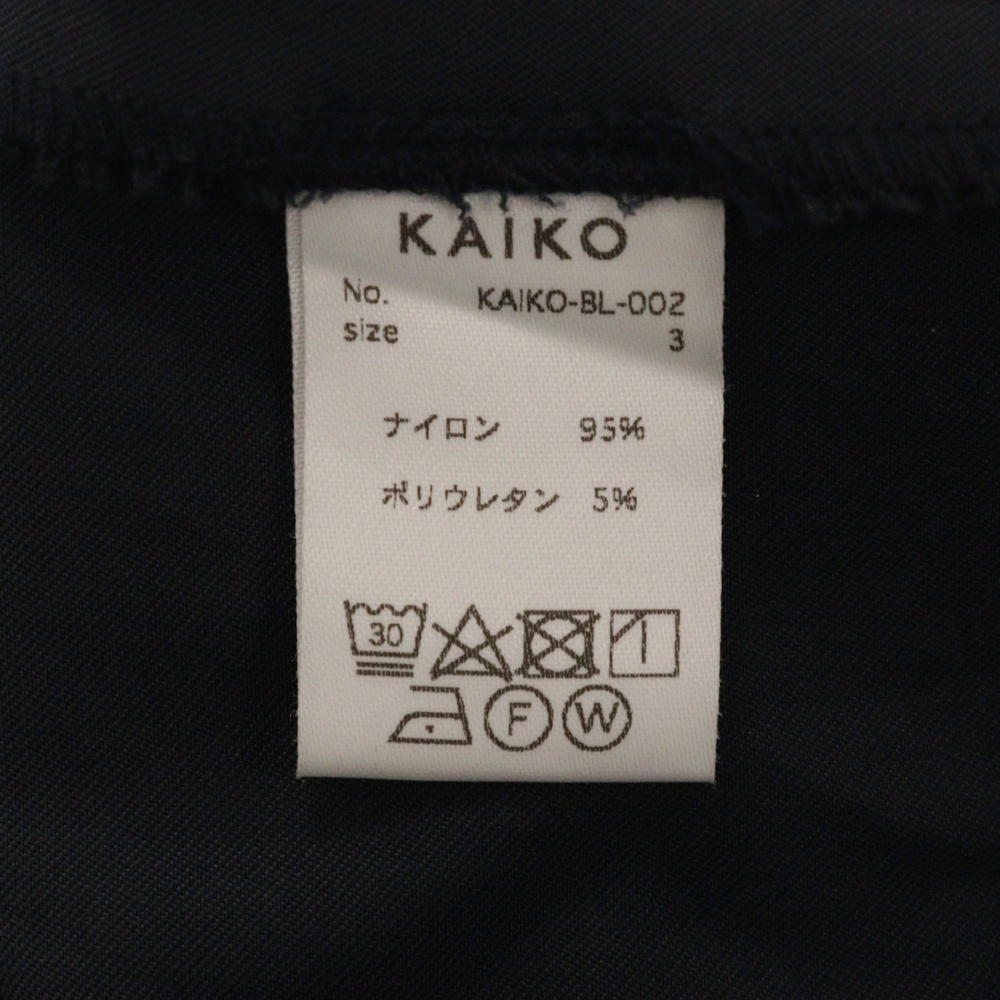 KAIKO
No. KAIKO-BL-002
size 3
ナイロン 95%
ポリウレタン 5%
30
F W